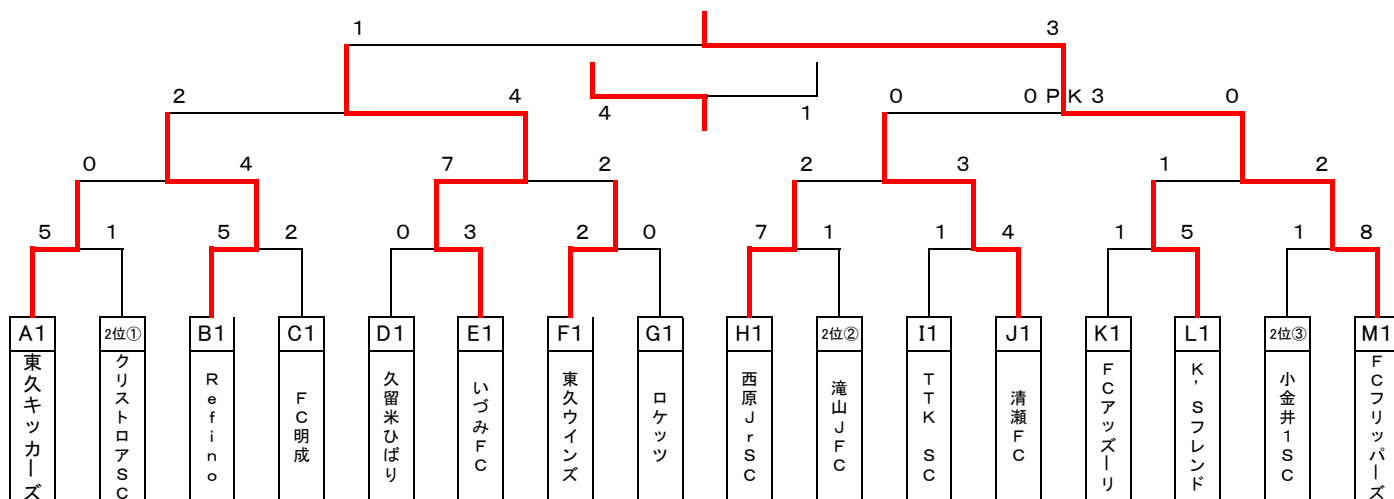 1 3
2 4 0 0 PK 3 0
4 1
0 4 7 2 2 3 1 2
5 1 5 2 0 3 2 0 7 1 1 4 1 5 1 8
A1 2位① B1 C1 D1 E1 F1 G1 H1 2位② I1 J1 K1 L1 2位③ M1
東久キッカーズ
クリストロアSC
Refino
FC明成
久留米ひばり
いづみFC
東久ウインズ
ロケッツ
西原JrSC
滝山JFC
TTK SC
清瀬FC
FCアッズーリ
K'Sフレンド
小金井1SC
FCフリッパーズ